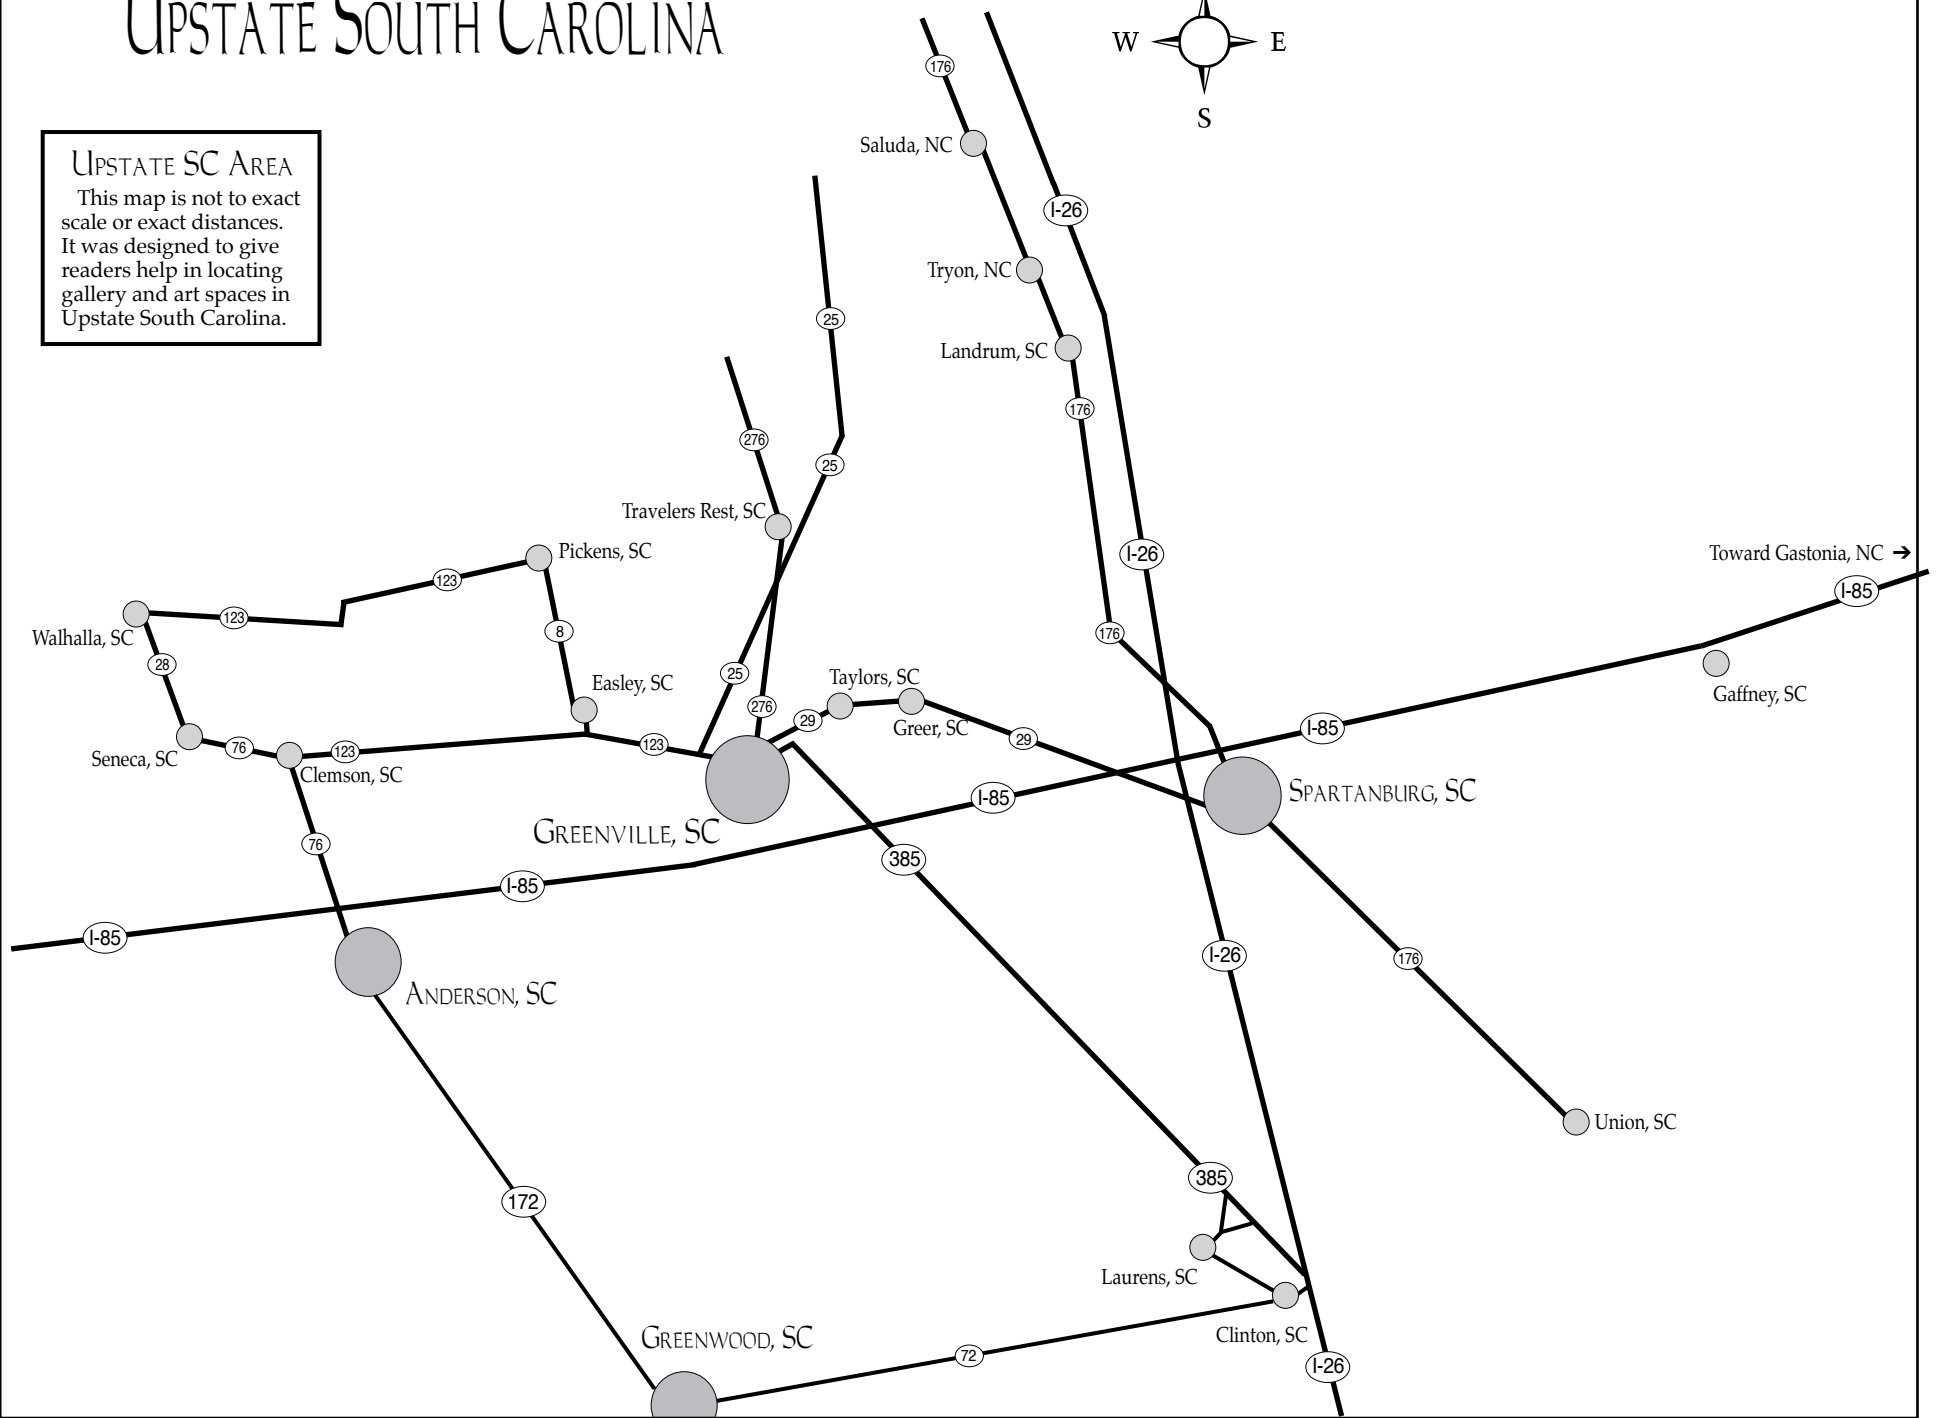 UPSTATE SOUTH CAROLINA
W
E
S
176
Saluda, NC
UPSTATE SC AREA
This map is not to exact
scale or exact distances.
It was designed to give
readers help in locating
gallery and art spaces in
Upstate South Carolina.
I-26
Tryon, NC
25
Landrum, SC
176
276
25
Travelers Rest, SC
Pickens, SC
I-26
Toward Gastonia, NC ➔
123
I-85
123
8
176
Walhalla, SC
28
25
Easley, SC
Taylors, SC
Gaffney, SC
276
29
Greer, SC
I-85
29
76
123
123
Seneca, SC
Clemson, SC
SPARTANBURG, SC
I-85
GREENVILLE, SC
76
385
I-85
I-85
I-26
176
ANDERSON, SC
Union, SC
385
172
Laurens, SC
GREENWOOD, SC
Clinton, SC
72
I-26